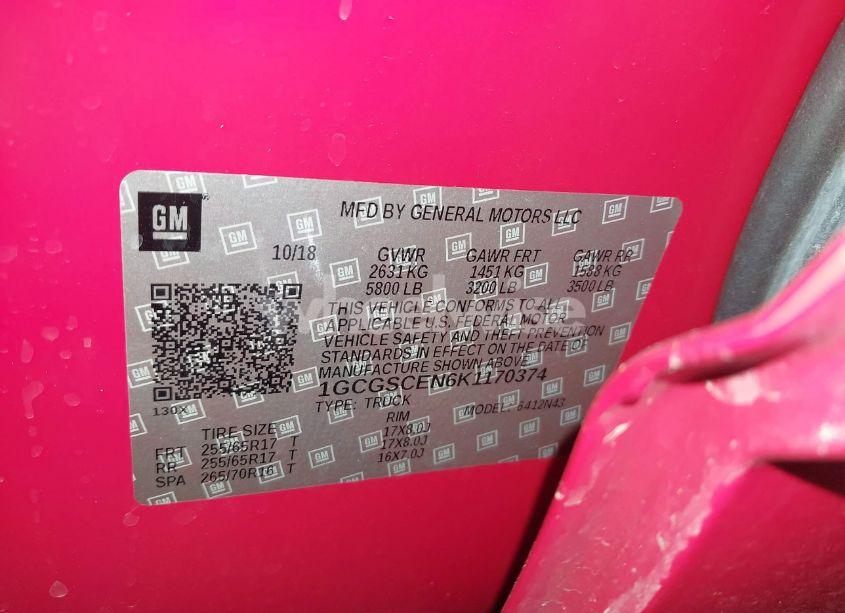 GM
MFD BY GENERAL MOTORS LLC
10/18 GVWR GAWR FRT GAWR RR
2631 KG 1451 KG 1588 KG
5800 LB 3200 LB 3500 LB
THIS VEHICLE CONFORMS TO ALL
APPLICABLE U.S. FEDERAL MOTOR
VEHICLE SAFETY AND THEFT PREVENTION
STANDARDS IN EFFECT ON THE DATE OF
MANUFACTURE SHOWN ABOVE.
1GCGSCEN6K1170374
130X
TYPE: TRUCK MODEL: 6412N43
TIRE SIZE RIM
FRT 255/65R17 T 17X8.0J
RR 255/65R17 T 17X8.0J
SPA 265/70R16 T 16X7.0J